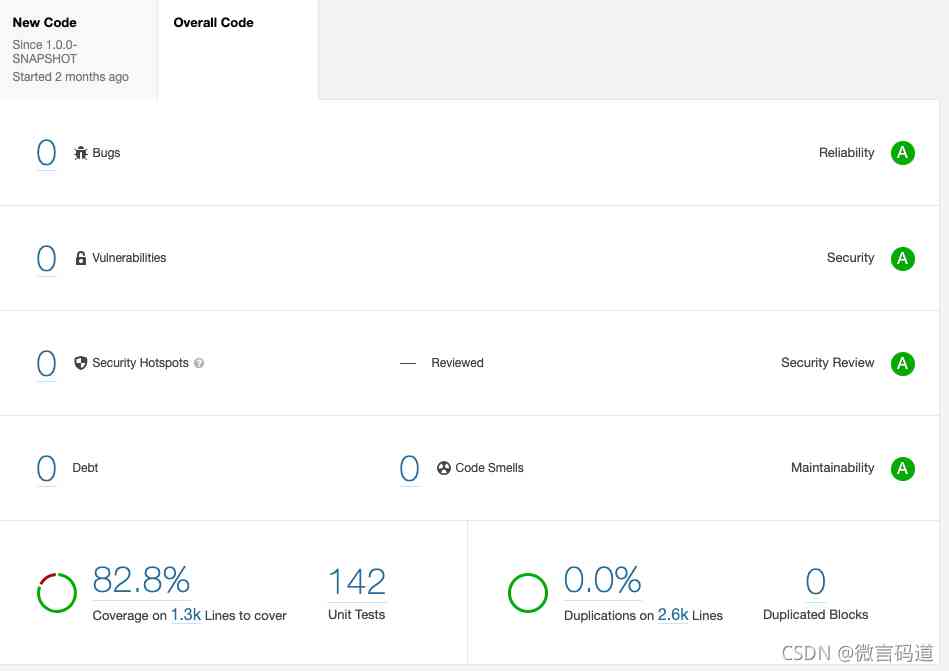 New Code
Overall Code
Since 1.0.0-
SNAPSHOT
Started 2 months ago
0 Bugs Reliability A
0 Vulnerabilities Security A
0 Security Hotspots ? — Reviewed Security Review A
0 Debt 0 Code Smells Maintainability A
82.8% 142 0.0% 0
Coverage on 1.3k Lines to cover Unit Tests Duplications on 2.6k Lines Duplicated Blocks
CSDN @微言码道